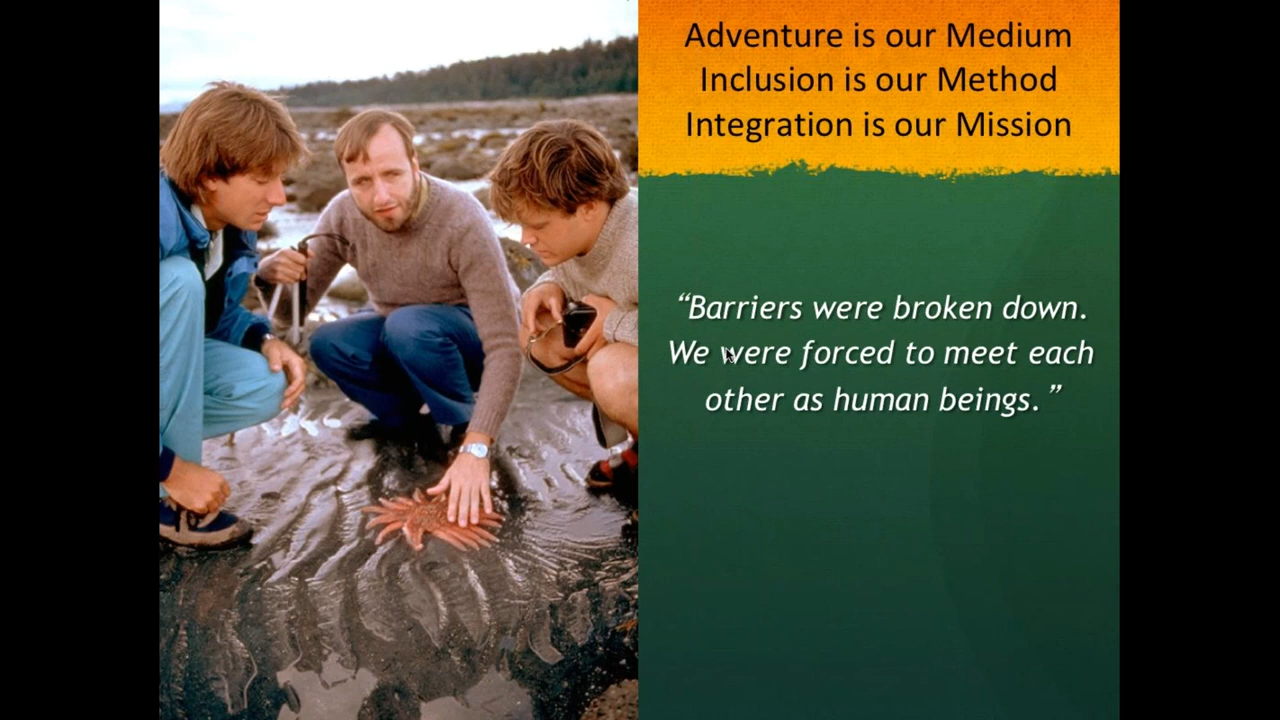 Adventure is our Medium
Inclusion is our Method
Integration is our Mission
“Barriers were broken down.
We were forced to meet each
other as human beings.”